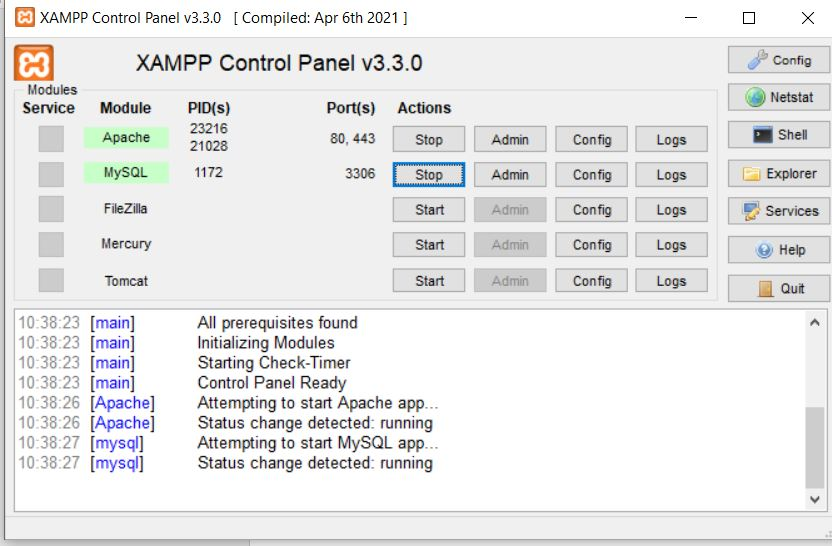 XAMPP Control Panel v3.3.0 [ Compiled: Apr 6th 2021 ]
XAMPP Control Panel v3.3.0
Config
Netstat
Shell
Explorer
Services
Help
Quit
Modules
Service Module PID(s) Port(s) Actions
Apache 23216 21028 80, 443 Stop Admin Config Logs
MySQL 1172 3306 Stop Admin Config Logs
FileZilla Start Admin Config Logs
Mercury Start Admin Config Logs
Tomcat Start Admin Config Logs
10:38:23 [main] All prerequisites found
10:38:23 [main] Initializing Modules
10:38:23 [main] Starting Check-Timer
10:38:23 [main] Control Panel Ready
10:38:26 [Apache] Attempting to start Apache app...
10:38:26 [Apache] Status change detected: running
10:38:27 [mysql] Attempting to start MySQL app...
10:38:27 [mysql] Status change detected: running